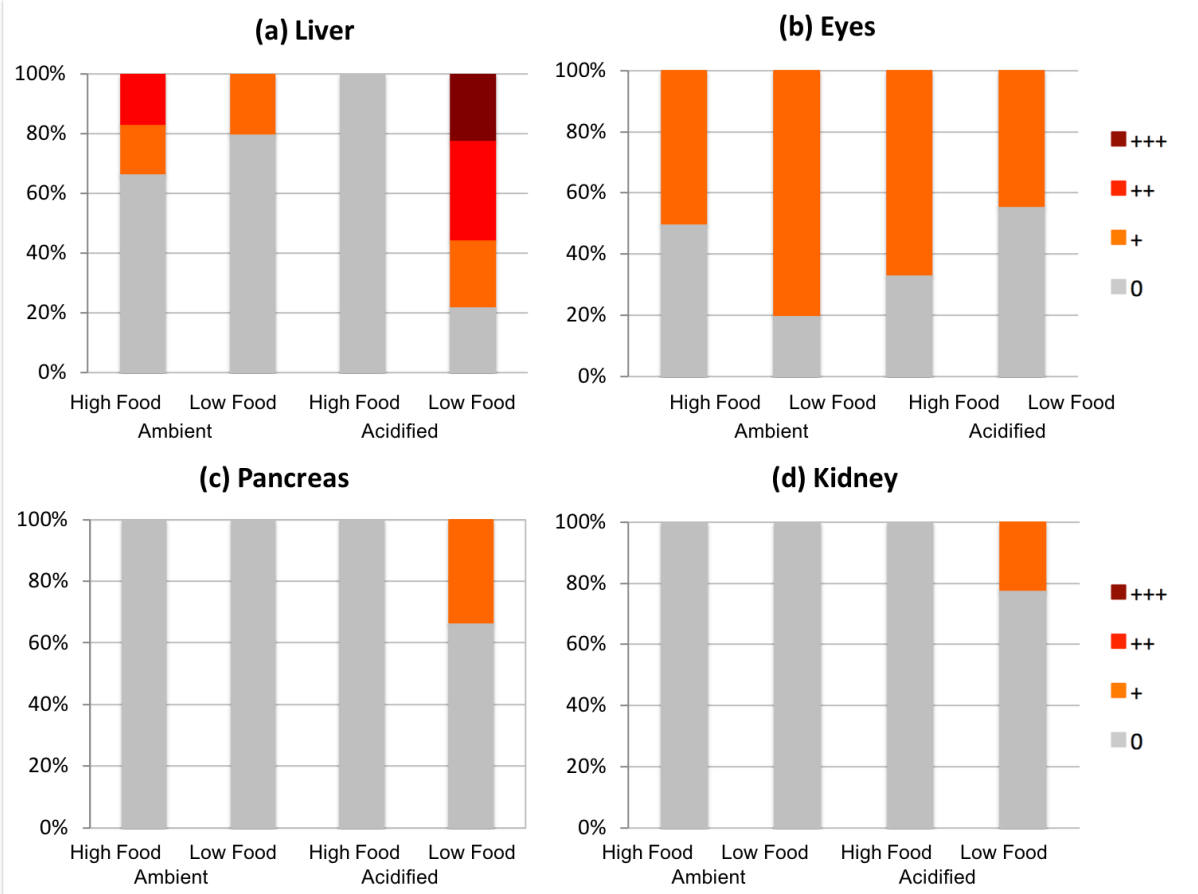 (a) Liver
100%
80%
60%
40%
20%
0%
High Food Low Food High Food Low Food
Ambient Acidified
(b) Eyes
100%
80%
60%
40%
20%
0%
High Food Low Food High Food Low Food
Ambient Acidified
+++
++
+
0
(c) Pancreas
100%
80%
60%
40%
20%
0%
High Food Low Food High Food Low Food
Ambient Acidified
(d) Kidney
100%
80%
60%
40%
20%
0%
High Food Low Food High Food Low Food
Ambient Acidified
+++
++
+
0